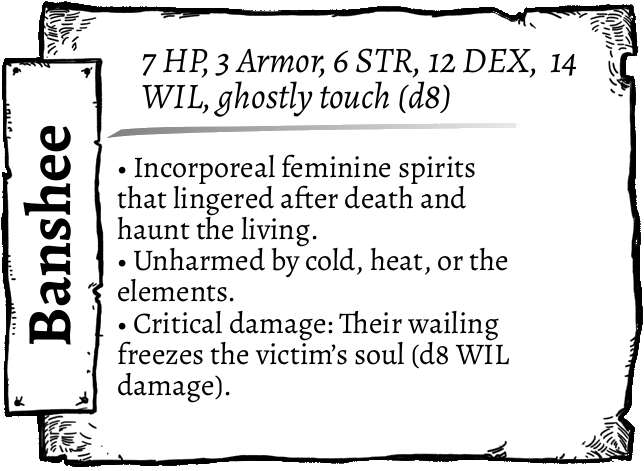 Banshee
7 HP, 3 Armor, 6 STR, 12 DEX, 14
WIL, ghostly touch (d8)
• Incorporeal feminine spirits
that lingered after death and
haunt the living.
• Unharmed by cold, heat, or the
elements.
• Critical damage: Their wailing
freezes the victim’s soul (d8 WIL
damage).